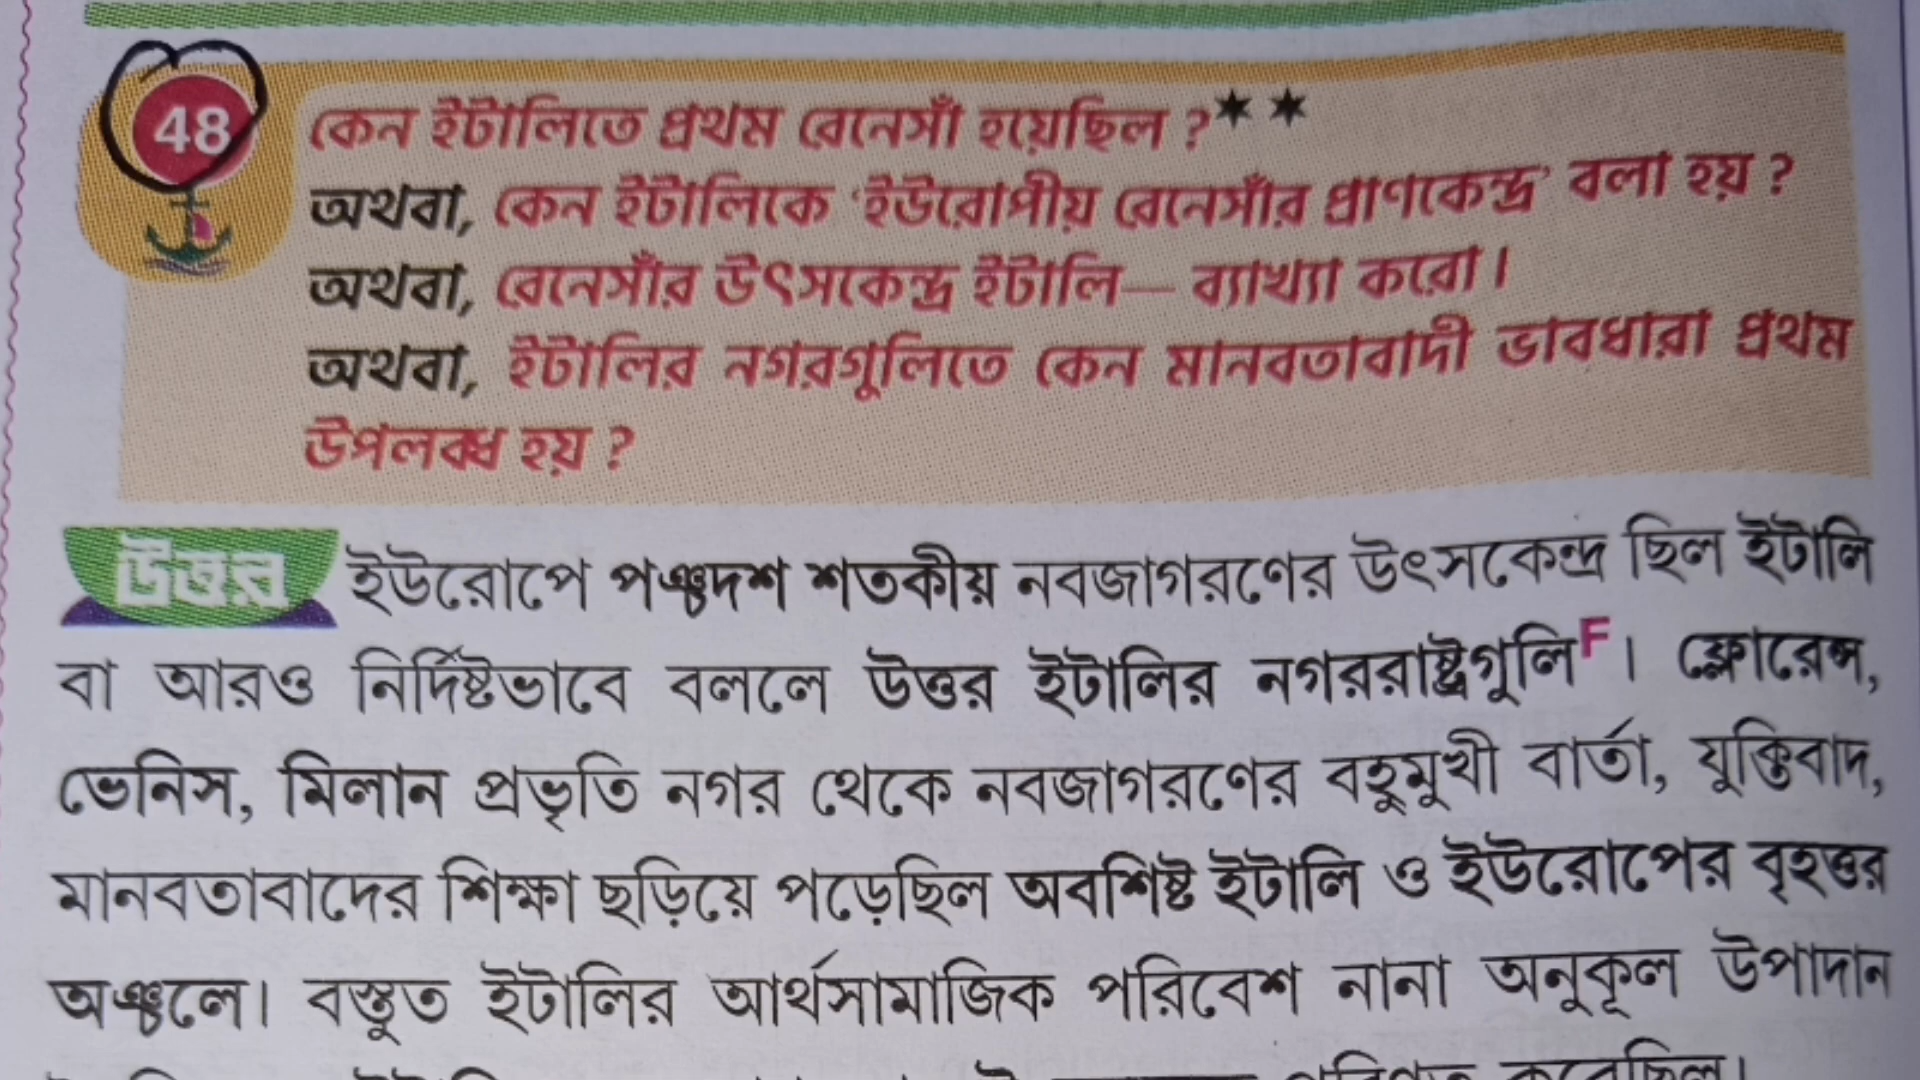 48
কেন ইটালিতে প্রথম রেনেসাঁ হয়েছিল ?★★
অথবা, কেন ইটালিকে ‘ইউরোপীয় রেনেসাঁর প্রাণকেন্দ্র’ বলা হয় ?
অথবা, রেনেসাঁর উৎসকেন্দ্র ইটালি— ব্যাখ্যা করো।
অথবা, ইটালির নগরগুলিতে কেন মানবতাবাদী ভাবধারা প্রথম
উপলব্ধ হয় ?
উত্তর ইউরোপে পঞ্চদশ শতকীয় নবজাগরণের উৎসকেন্দ্র ছিল ইটালি
বা আরও নির্দিষ্টভাবে বললে উত্তর ইটালির নগররাষ্ট্রগুলিF। ফ্লোরেন্স,
ভেনিস, মিলান প্রভৃতি নগর থেকে নবজাগরণের বহুমুখী বার্তা, যুক্তিবাদ,
মানবতাবাদের শিক্ষা ছড়িয়ে পড়েছিল অবশিষ্ট ইটালি ও ইউরোপের বৃহত্তর
অঞ্চলে। বস্তুত ইটালির আর্থসামাজিক পরিবেশ নানা অনুকূল উপাদান